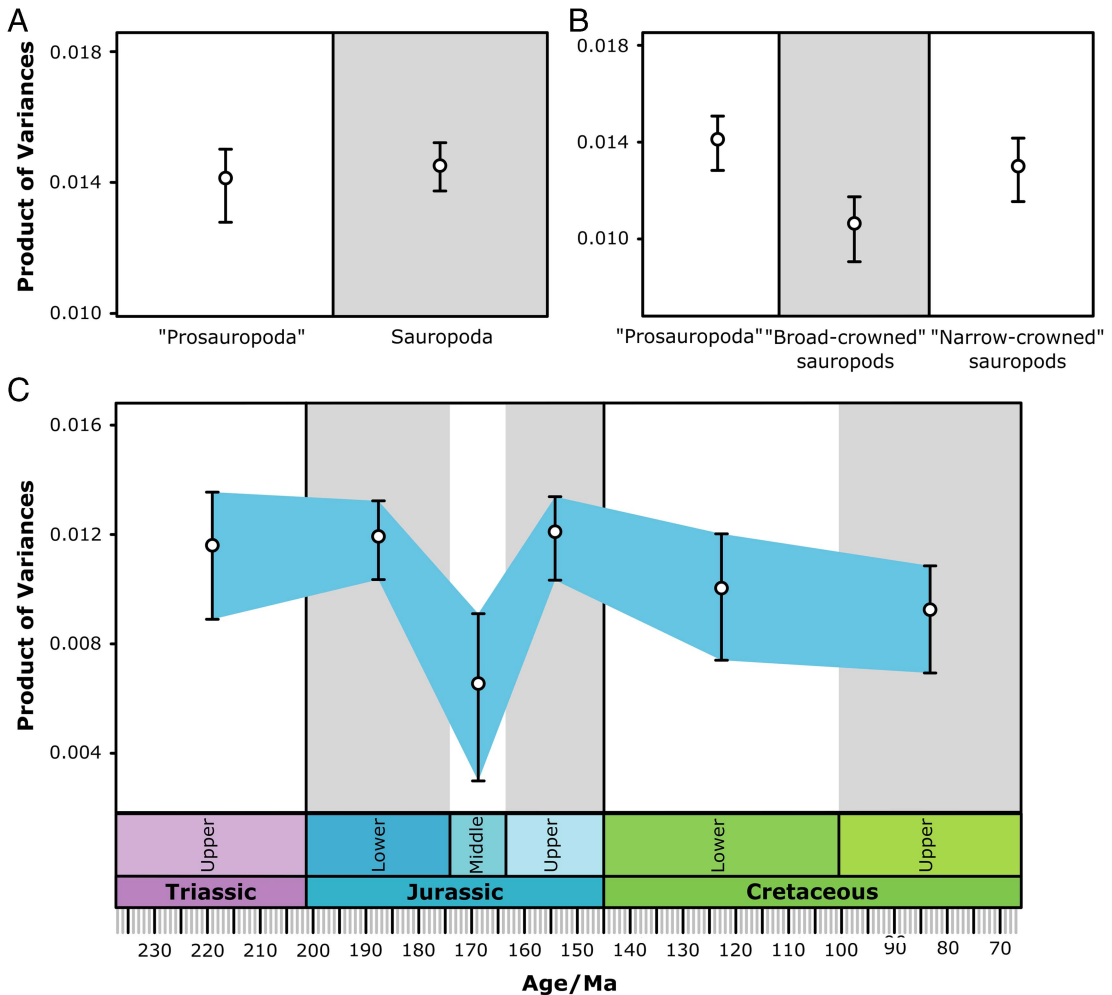 A
B
0.018
0.014
0.010
Product of Variances
"Prosauropoda"
Sauropoda
0.018
0.014
0.010
"Prosauropoda"
"Broad-crowned"
sauropods
"Narrow-crowned"
sauropods
C
0.016
0.012
0.008
0.004
Product of Variances
Upper
Lower
Middle
Upper
Lower
Upper
Triassic
Jurassic
Cretaceous
230 220 210 200 190 180 170 160 150 140 130 120 110 100 90 80 70
Age/Ma